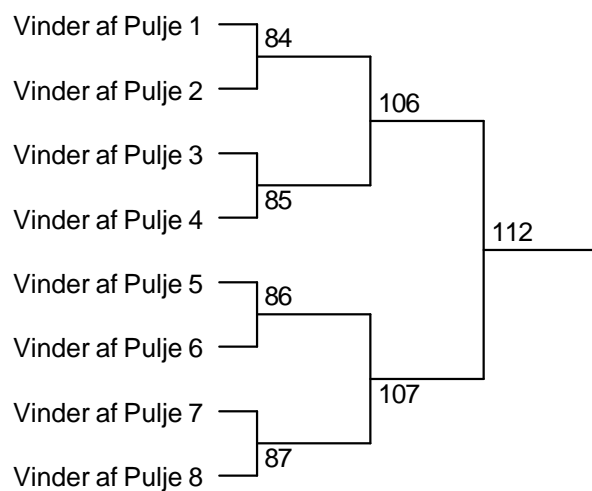 Vinder af Pulje 1
84
Vinder af Pulje 2
106
Vinder af Pulje 3
85
Vinder af Pulje 4
112
Vinder af Pulje 5
86
Vinder af Pulje 6
107
Vinder af Pulje 7
87
Vinder af Pulje 8